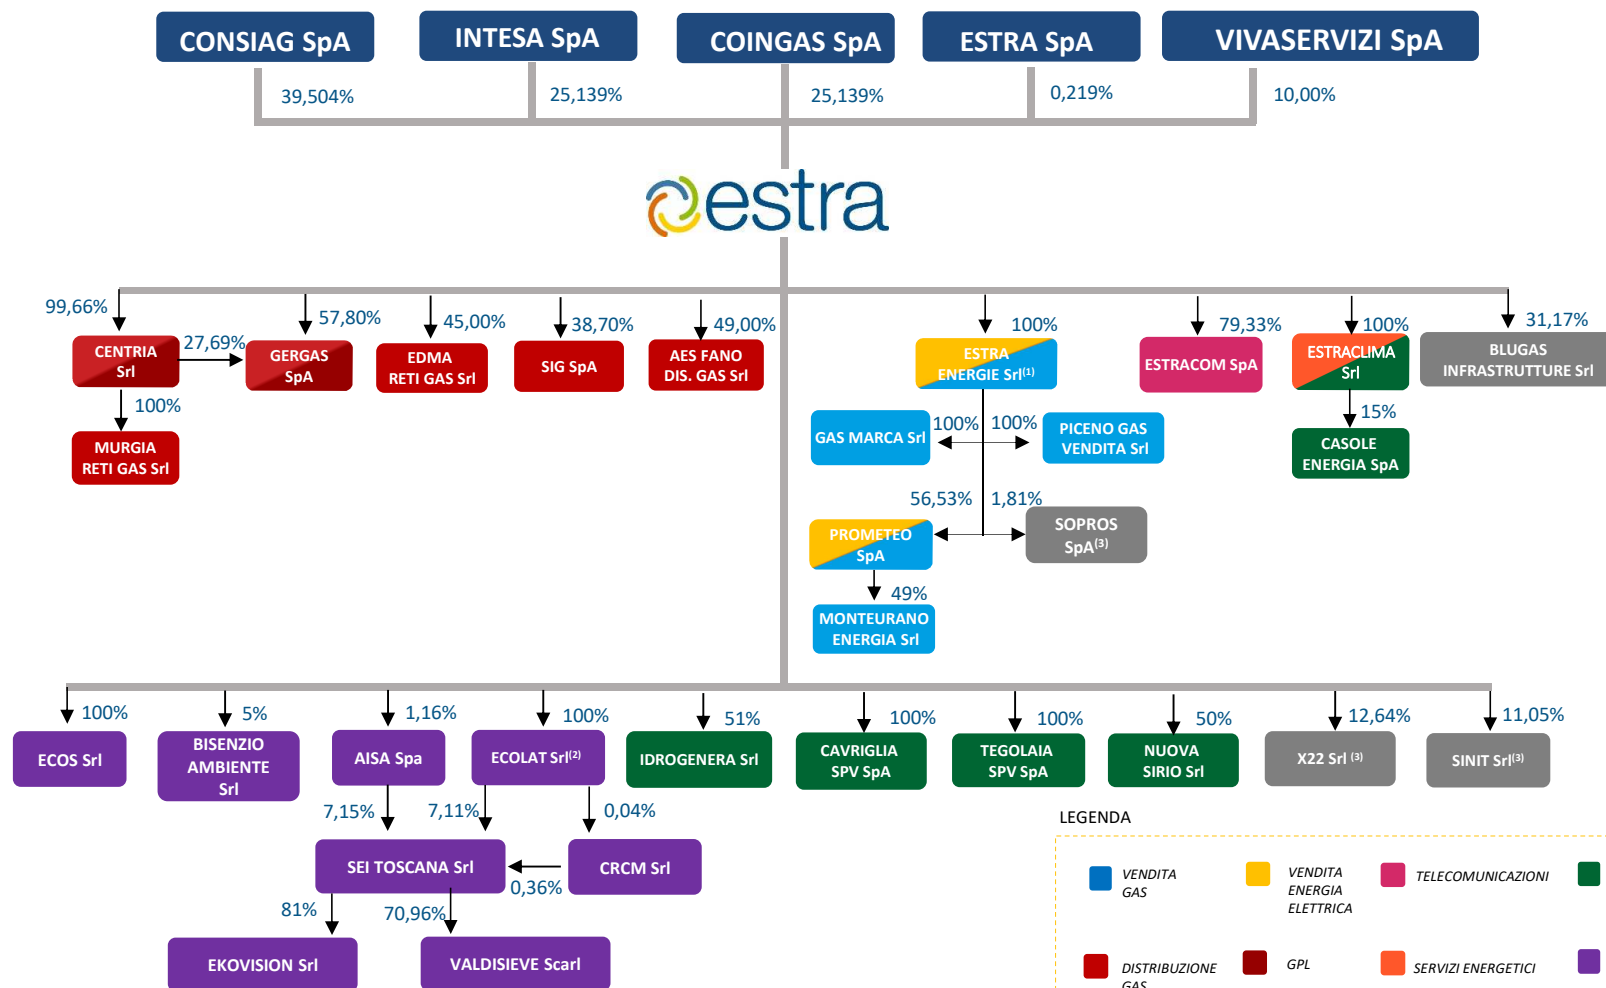 CONSIAG SpA
INTESA SpA
COINGAS SpA
ESTRA SpA
VIVASERVIZI SpA
39,504%
25,139%
25,139%
0,219%
10,00%
estra
99,66%
57,80%
45,00%
38,70%
49,00%
100%
79,33%
100%
31,17%
CENTRIA
Srl
27,69%
GERGAS
SpA
EDMA
RETI GAS Srl
SIG SpA
AES FANO
DIS. GAS Srl
ESTRA
ENERGIE Srl(1)
ESTRACOM SpA
ESTRACLIMA
Srl
BLUGAS
INFRASTRUTTURE Srl
100%
MURGIA
RETI GAS Srl
GAS MARCA Srl
100%
100%
PICENO GAS
VENDITA Srl
15%
CASOLE
ENERGIA SpA
56,53%
1,81%
PROMETEO
SpA
SOPROS
SpA(3)
49%
MONTEURANO
ENERGIA Srl
100%
5%
1,16%
100%
51%
100%
100%
50%
12,64%
11,05%
ECOS Srl
BISENZIO
AMBIENTE
Srl
AISA Spa
ECOLAT Srl(2)
IDROGENERA Srl
CAVRIGLIA
SPV SpA
TEGOLAIA
SPV SpA
NUOVA
SIRIO Srl
X22 Srl (3)
SINIT Srl(3)
7,15%
7,11%
0,04%
SEI TOSCANA Srl
0,36%
CRCM Srl
81%
70,96%
EKOVISION Srl
VALDISIEVE Scarl
LEGENDA
VENDITA
GAS
VENDITA
ENERGIA
ELETTRICA
TELECOMUNICAZIONI
DISTRIBUZIONE
GAS
GPL
SERVIZI ENERGETICI